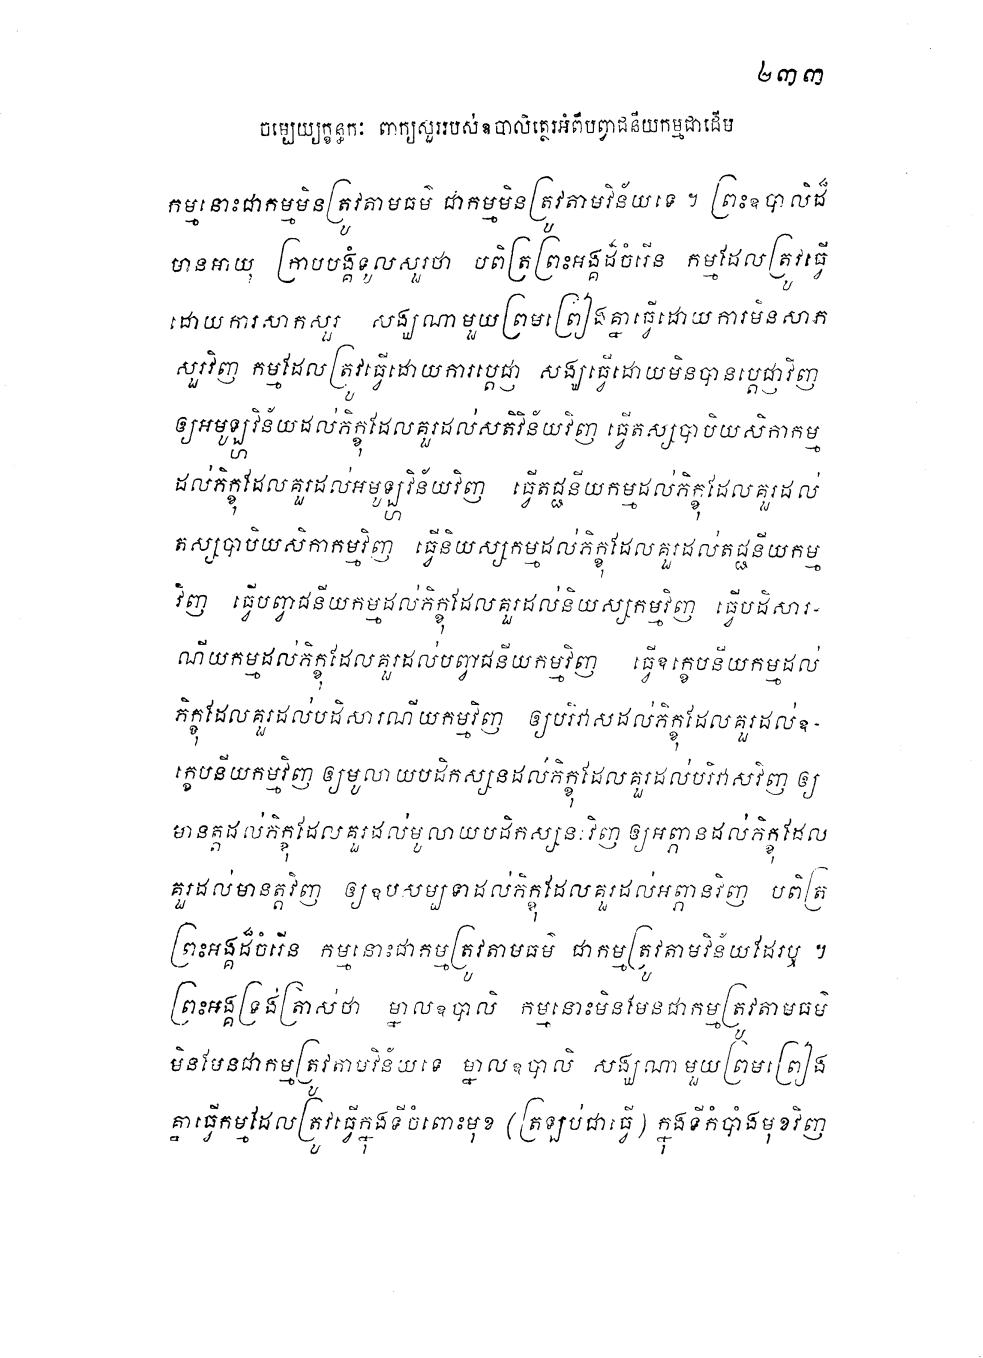 ២៣៣
ចម្បេយ្យក្ខន្ធកៈ ពាក្យសួររបស់ឧបាលិត្ថេរអំពីបព្វាជនីយកម្មជាដើម
កម្មនោះជាកម្មមិនត្រូវតាមធម៌ ជាកម្មមិនត្រូវតាមវិន័យទេ ។ ព្រះឧបាលិដ៏
មានអាយុ ក្រាបបង្គំទូលសួរថា បពិត្រព្រះអង្គដ៏ចំរើន កម្មដែលត្រូវធ្វើ
ដោយការសាកសួរ សង្ឃណាមួយព្រមព្រៀងគ្នាធ្វើដោយការមិនសាក
សួរវិញ កម្មដែលត្រូវធ្វើដោយការប្តេជ្ញា សង្ឃធ្វើដោយមិនបានប្តេជ្ញាវិញ
ឲ្យអមូឡ្ហវិន័យដល់ភិក្ខុដែលគួរដល់សតិវិន័យវិញ ធ្វើតស្សបាបិយសិកាកម្ម
ដល់ភិក្ខុដែលគួរដល់អមូឡ្ហវិន័យវិញ ធ្វើតជ្ជនីយកម្មដល់ភិក្ខុដែលគួរដល់
តស្សបាបិយសិកាកម្មវិញ ធ្វើនិយស្សកម្មដល់ភិក្ខុដែលគួរដល់តជ្ជនីយកម្ម
វិញ ធ្វើបព្វាជនីយកម្មដល់ភិក្ខុដែលគួរដល់និយស្សកម្មវិញ ធ្វើបដិសារ-
ណីយកម្មដល់ភិក្ខុដែលគួរដល់បព្វាជនីយកម្មវិញ ធ្វើឧក្ខេបនីយកម្មដល់
ភិក្ខុដែលគួរដល់បដិសារណីយកម្មវិញ ឲ្យបរិវាសដល់ភិក្ខុដែលគួរដល់ឧ-
ក្ខេបនីយកម្មវិញ ឲ្យមូលាយបដិកស្សនដល់ភិក្ខុដែលគួរដល់បរិវាសវិញ ឲ្យ
មានត្តដល់ភិក្ខុដែលគួរដល់មូលាយបដិកស្សនៈវិញ ឲ្យអព្ភានដល់ភិក្ខុដែល
គួរដល់មានត្តវិញ ឲ្យឧបសម្បទាដល់ភិក្ខុដែលគួរដល់អព្ភានវិញ បពិត្រ
ព្រះអង្គដ៏ចំរើន កម្មនោះជាកម្មត្រូវតាមធម៌ ជាកម្មត្រូវតាមវិន័យដែរឬ ។
ព្រះអង្គទ្រង់ត្រាស់ថា ម្នាលឧបាលិ កម្មនោះមិនមែនជាកម្មត្រូវតាមធម៌
មិនមែនជាកម្មត្រូវតាមវិន័យទេ ម្នាលឧបាលិ សង្ឃណាមួយព្រមព្រៀង
គ្នាធ្វើកម្មដែលត្រូវធ្វើក្នុងទីចំពោះមុខ (ត្រឡប់ជាធ្វើ) ក្នុងទីកំបាំងមុខវិញ